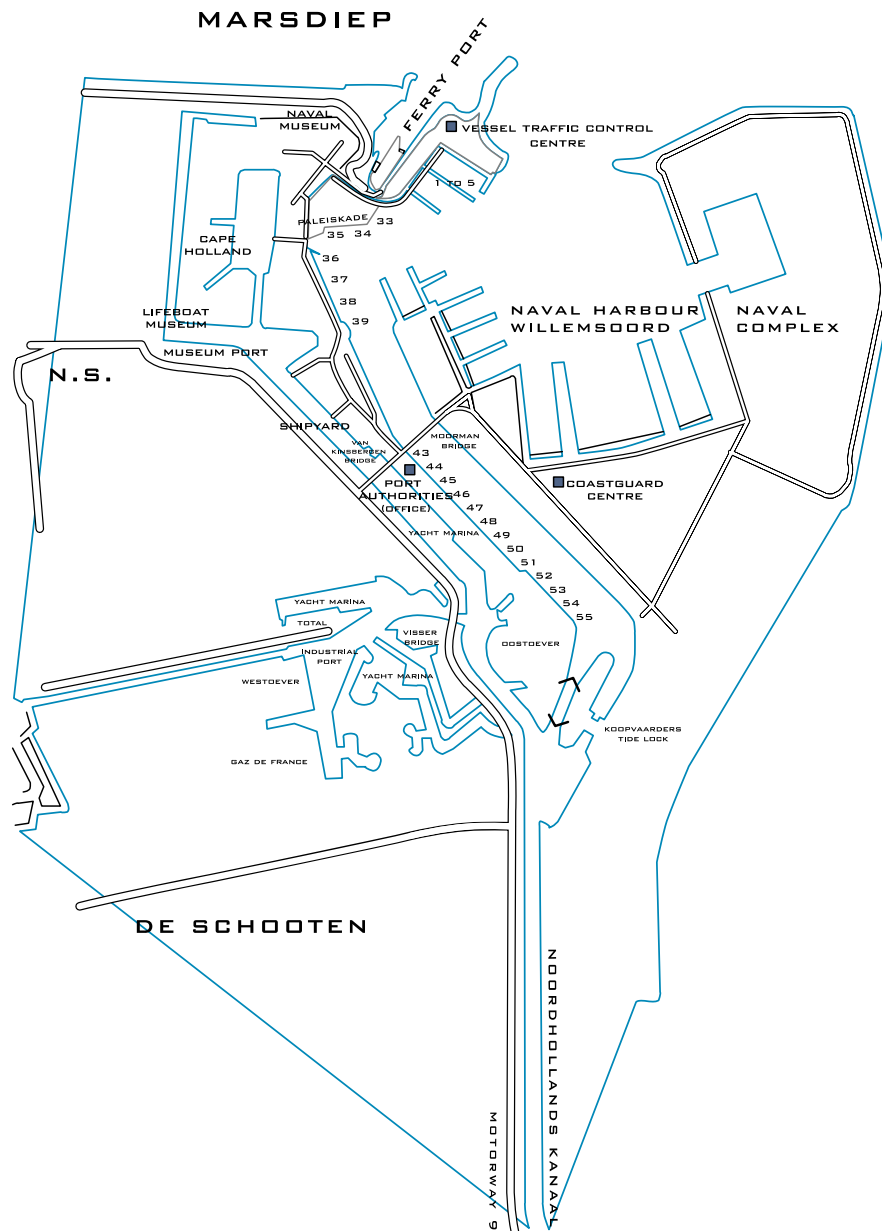 MARSDIEP
FERRY PORT
NAVAL
MUSEUM
VESSEL TRAFFIC CONTROL
CENTRE
1 TO 5
PALEISKADE
33
34
35
36
37
38
39
CAPE
HOLLAND
LIFEBOAT
MUSEUM
MUSEUM PORT
NAVAL HARBOUR
WILLEMSOORD
NAVAL
COMPLEX
N.S.
SHIPYARD
VAN
KINSBERGEN
BRIDGE
MOORMAN
BRIDGE
43
44
45
46
47
48
49
50
51
52
53
54
55
PORT
AUTHORITIES
(OFFICE)
COASTGUARD
CENTRE
YACHT MARINA
YACHT MARINA
TOTAL
VISSER
BRIDGE
OOSTOEVER
INDUSTRIAL
PORT
WESTOEVER
YACHT MARINA
KOOPVAARDERS
TIDE LOCK
GAZ DE FRANCE
DE SCHOOTEN
NOORDHOLLANDS KANAAL
MOTORWAY 9